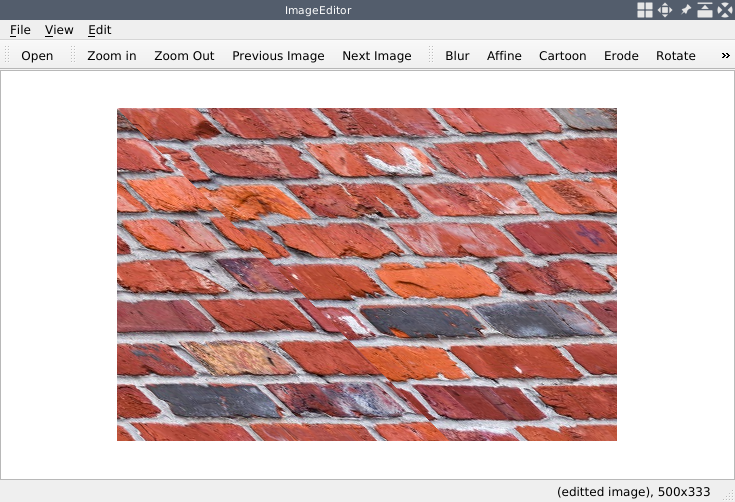 ImageEditor
File View Edit
Open Zoom in Zoom Out Previous Image Next Image Blur Affine Cartoon Erode Rotate »
(editted image), 500x333